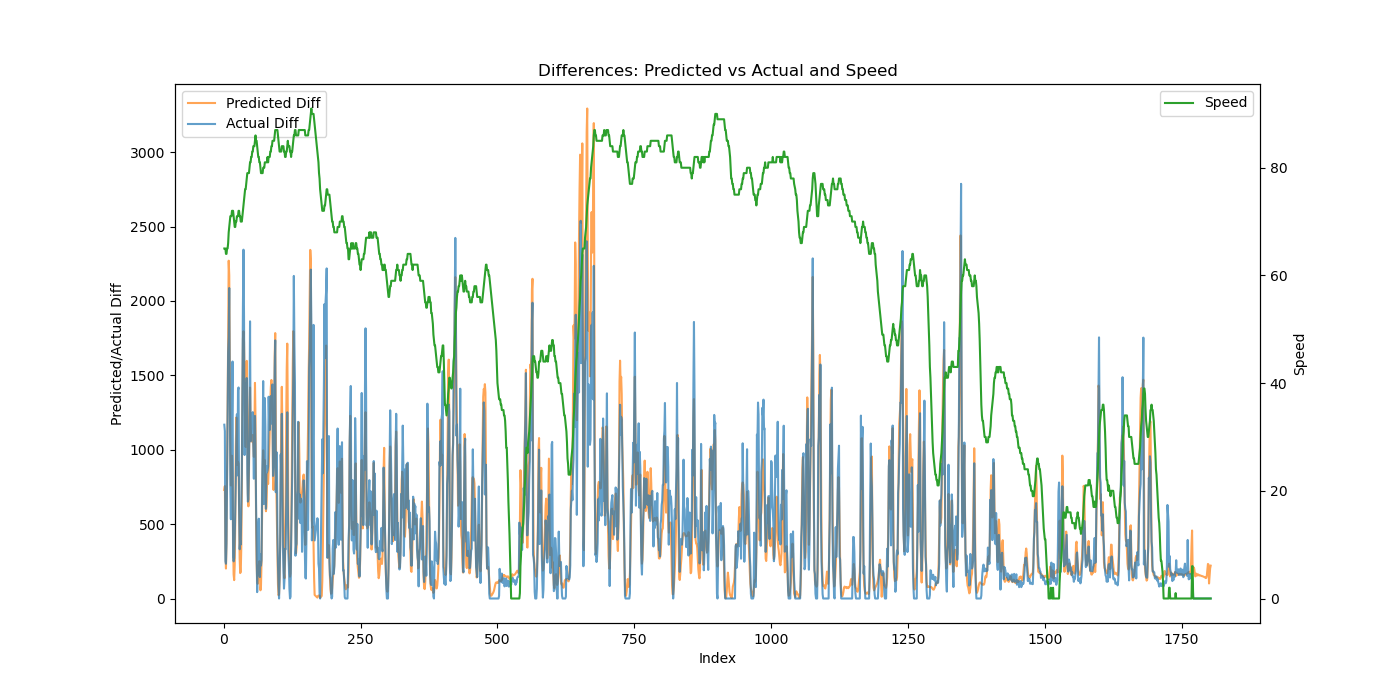 Differences: Predicted vs Actual and Speed
Predicted Diff
Actual Diff
Speed
3000
2500
2000
1500
1000
500
0
Predicted/Actual Diff
80
60
40
20
0
Speed
0 250 500 750 1000 1250 1500 1750
Index